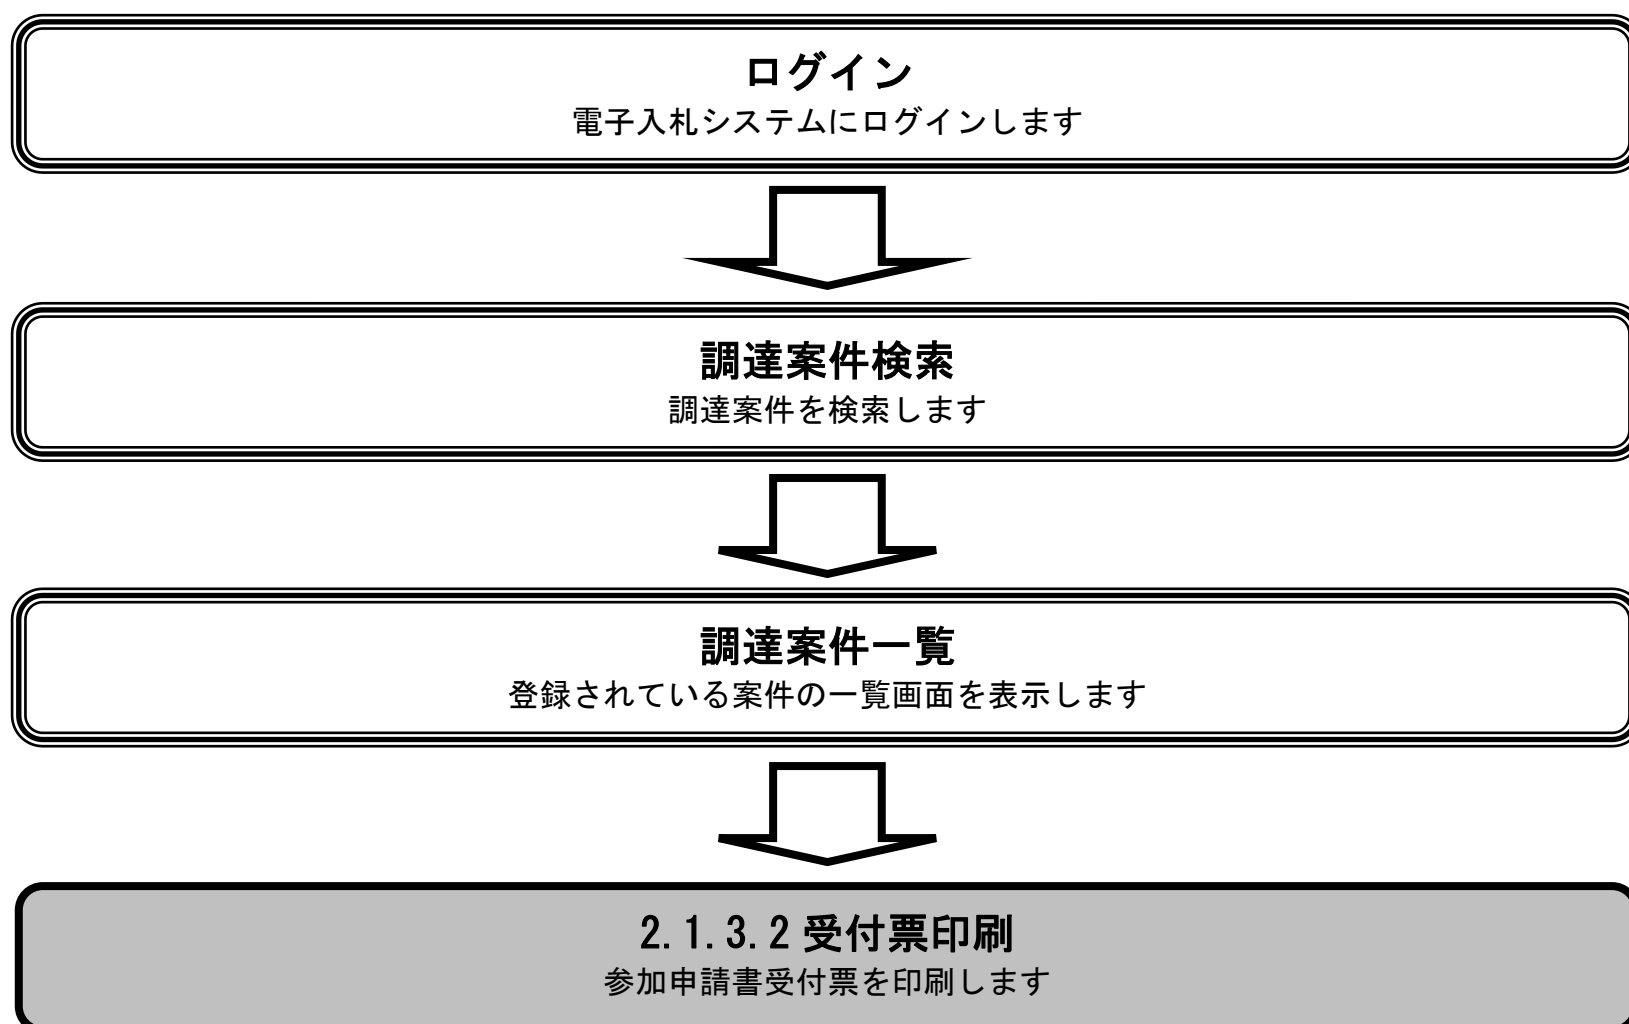 ログイン
電子入札システムにログインします
調達案件検索
調達案件を検索します
調達案件一覧
登録されている案件の一覧画面を表示します
2.1.3.2 受付票印刷
参加申請書受付票を印刷します